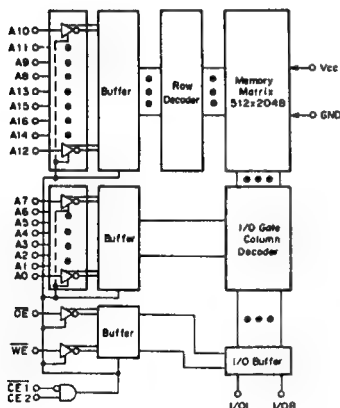 A10
A11
A9
A8
A13
A15
A16
A14
A12
Buffer
Row
Decoder
Memory
Matrix
512x2048
Vcc
GND
A7
A6
A5
A4
A3
A2
A1
A0
Buffer
I/O Gate
Column
Decoder
OE
WE
Buffer
I/O Buffer
CE1
CE2
I/O1
I/O8